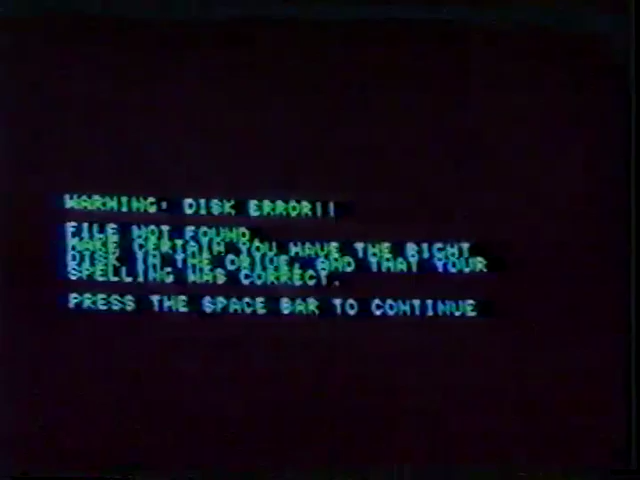 WARNING: DISK ERROR!!
FILE NOT FOUND
MAKE CERTAIN YOU HAVE THE RIGHT
DISK IN THE DRIVE, AND THAT YOUR
SPELLING WAS CORRECT.
PRESS THE SPACE BAR TO CONTINUE